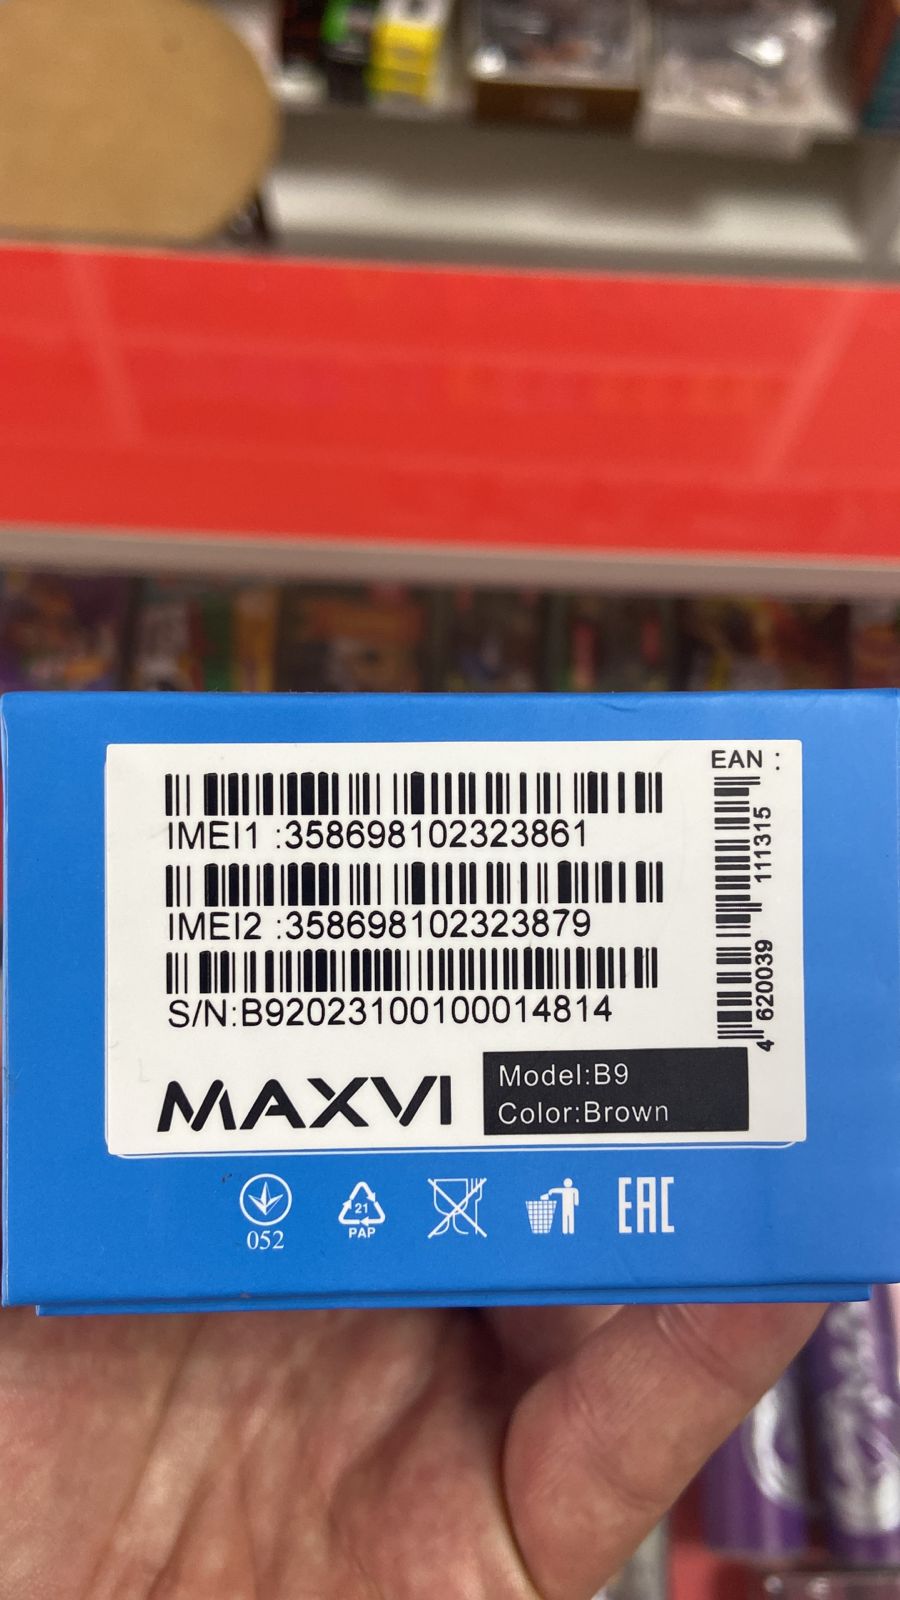 EAN :
IMEI1 :358698102323861
IMEI2 :358698102323879
S/N:B92023100100014814
4 620039 111315
MAXVI
Model:B9
Color:Brown
052
21
PAP
EAC